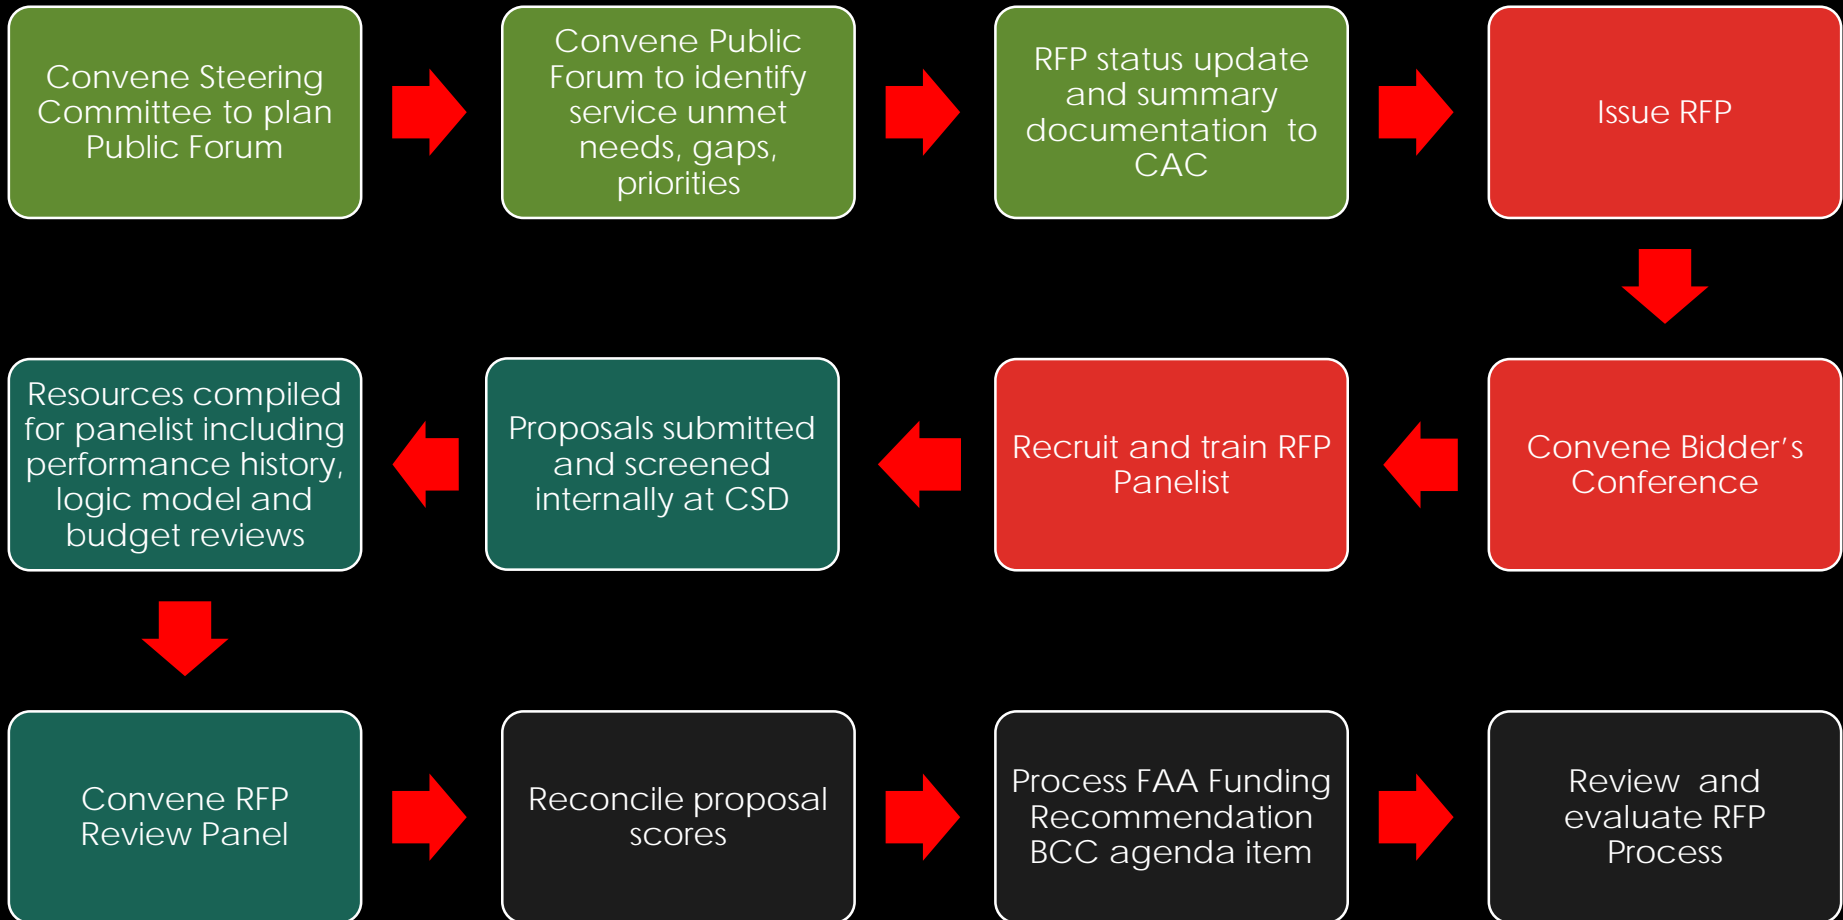 Convene Steering
Committee to plan
Public Forum
Convene Public
Forum to identify
service unmet
needs, gaps,
priorities
RFP status update
and summary
documentation to
CAC
Issue RFP
Convene Bidder’s
Conference
Recruit and train RFP
Panelist
Proposals submitted
and screened
internally at CSD
Resources compiled
for panelist including
performance history,
logic model and
budget reviews
Convene RFP
Review Panel
Reconcile proposal
scores
Process FAA Funding
Recommendation
BCC agenda item
Review and
evaluate RFP
Process